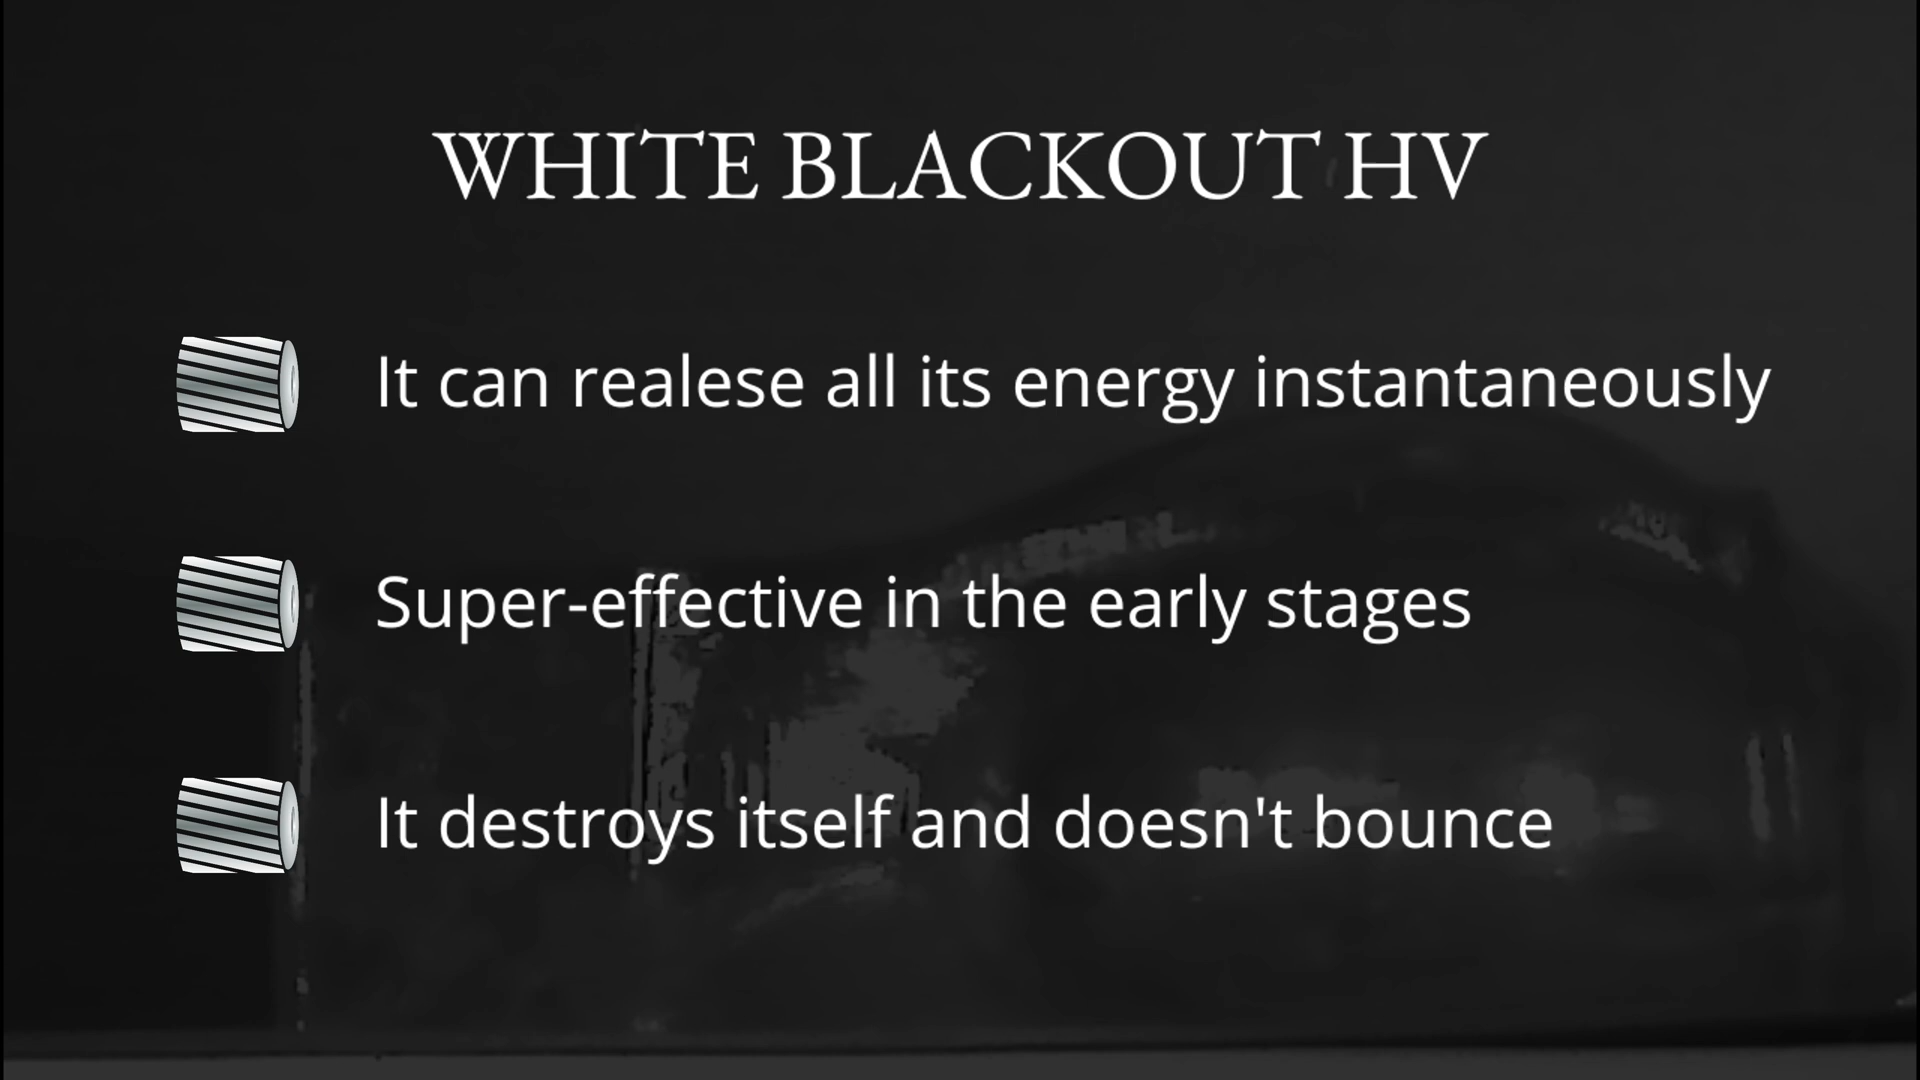 WHITE BLACKOUT HV
It can realese all its energy instantaneously
Super-effective in the early stages
It destroys itself and doesn't bounce